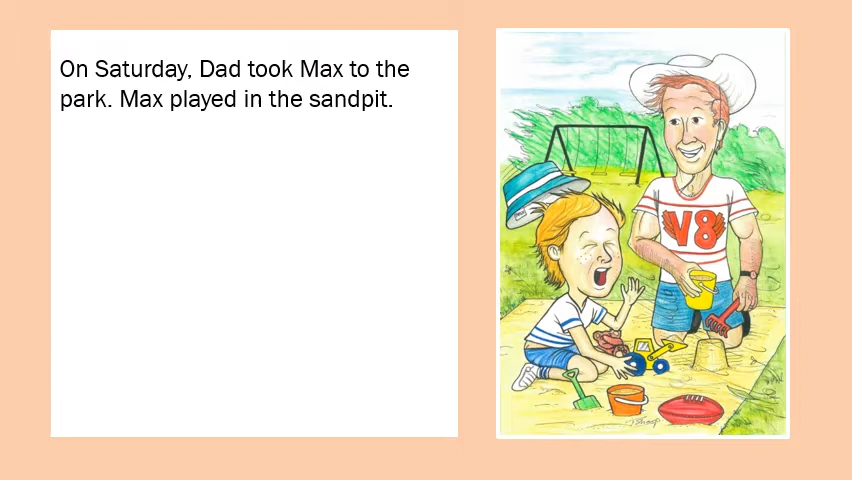 On Saturday, Dad took Max to the
park. Max played in the sandpit.
V8